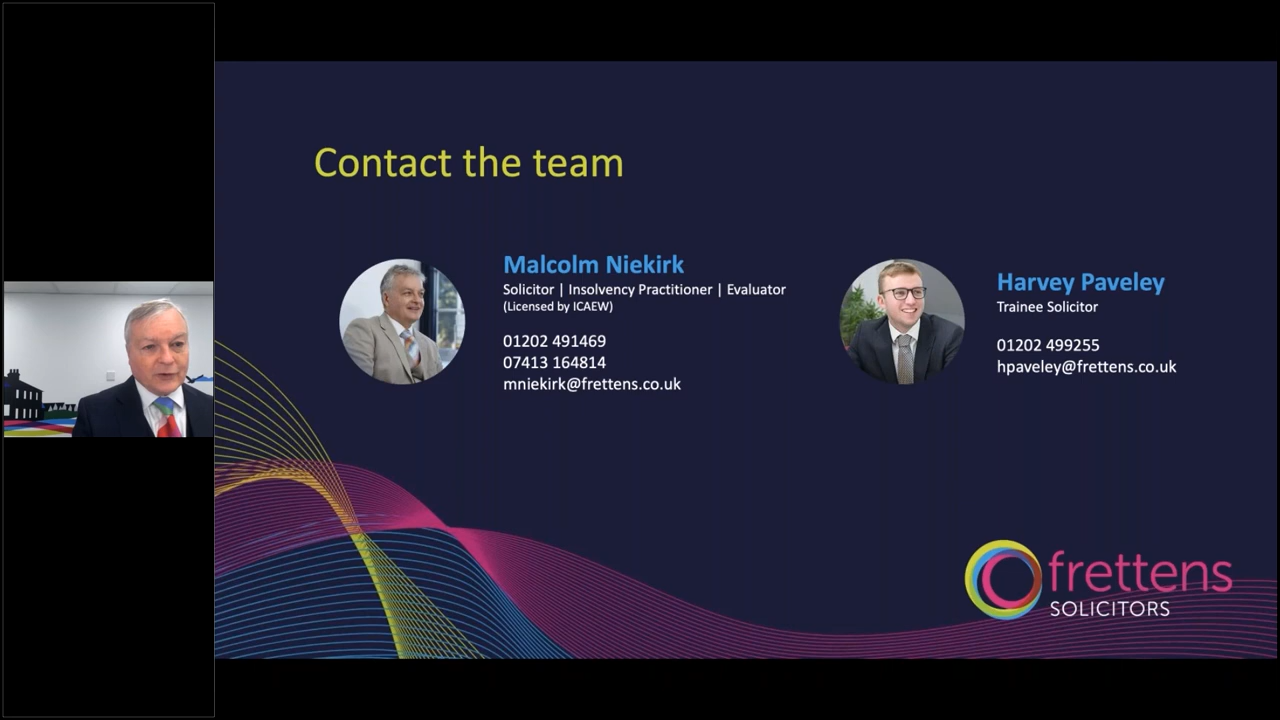 Contact the team
Malcolm Niekirk
Solicitor | Insolvency Practitioner | Evaluator
(Licensed by ICAEW)
01202 491469
07413 164814
mniekirk@frettens.co.uk
Harvey Paveley
Trainee Solicitor
01202 499255
hpaveley@frettens.co.uk
frettens
SOLICITORS